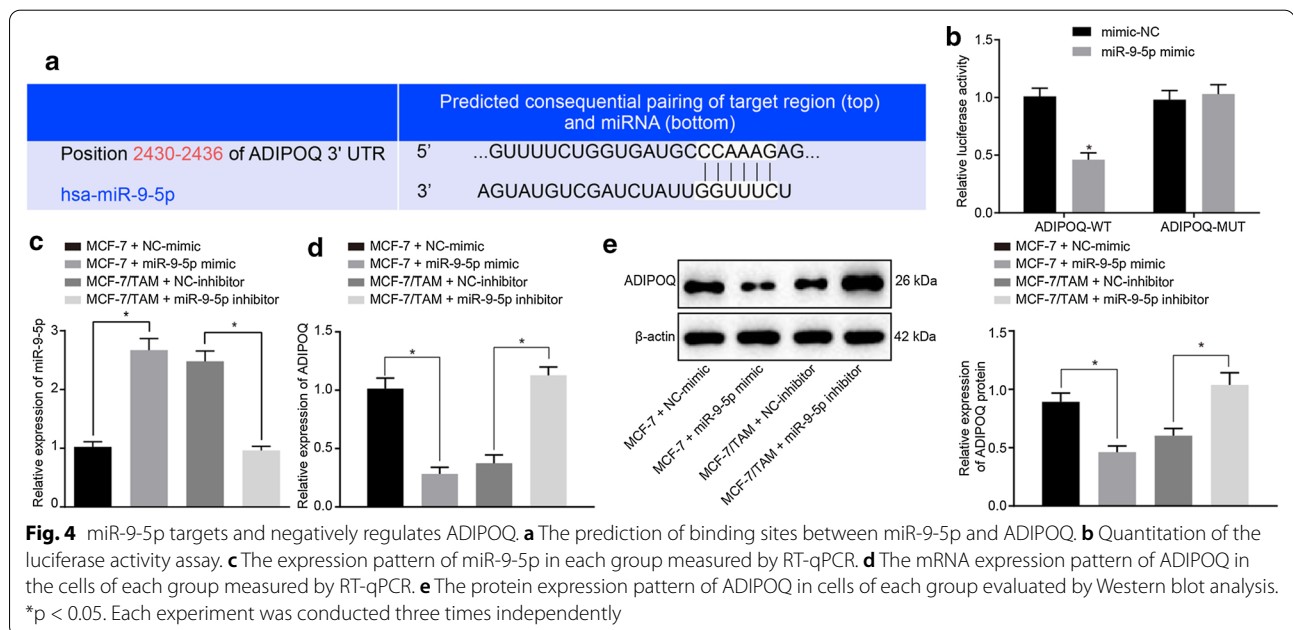 a
Predicted consequential pairing of target region (top)
and miRNA (bottom)
Position 2430-2436 of ADIPOQ 3' UTR
5’ ...GUUUUCUGGUGAUGCCCAAAGAG...
hsa-miR-9-5p
3’ AGUAUGUCGAUCUAUUGGUUUCU
b
mimic-NC
miR-9-5p mimic
Relative luciferase activity
1.5
1.0
0.5
0.0
*
ADIPOQ-WT
ADIPOQ-MUT
c
MCF-7 + NC-mimic
MCF-7 + miR-9-5p mimic
MCF-7/TAM + NC-inhibitor
MCF-7/TAM + miR-9-5p inhibitor
Relative expression of miR-9-5p
3
2
1
0
*
*
d
MCF-7 + NC-mimic
MCF-7 + miR-9-5p mimic
MCF-7/TAM + NC-inhibitor
MCF-7/TAM + miR-9-5p inhibitor
Relative expression of ADIPOQ
1.5
1.0
0.5
0.0
*
*
e
ADIPOQ
26 kDa
β-actin
42 kDa
MCF-7 + NC-mimic
MCF-7 + miR-9-5p mimic
MCF-7/TAM + NC-inhibitor
MCF-7/TAM + miR-9-5p inhibitor
MCF-7 + NC-mimic
MCF-7 + miR-9-5p mimic
MCF-7/TAM + NC-inhibitor
MCF-7/TAM + miR-9-5p inhibitor
Relative expression
of ADIPOQ protein
1.5
1.0
0.5
0.0
*
*
Fig. 4 miR-9-5p targets and negatively regulates ADIPOQ. a The prediction of binding sites between miR-9-5p and ADIPOQ. b Quantitation of the
luciferase activity assay. c The expression pattern of miR-9-5p in each group measured by RT-qPCR. d The mRNA expression pattern of ADIPOQ in
the cells of each group measured by RT-qPCR. e The protein expression pattern of ADIPOQ in cells of each group evaluated by Western blot analysis.
*p < 0.05. Each experiment was conducted three times independently